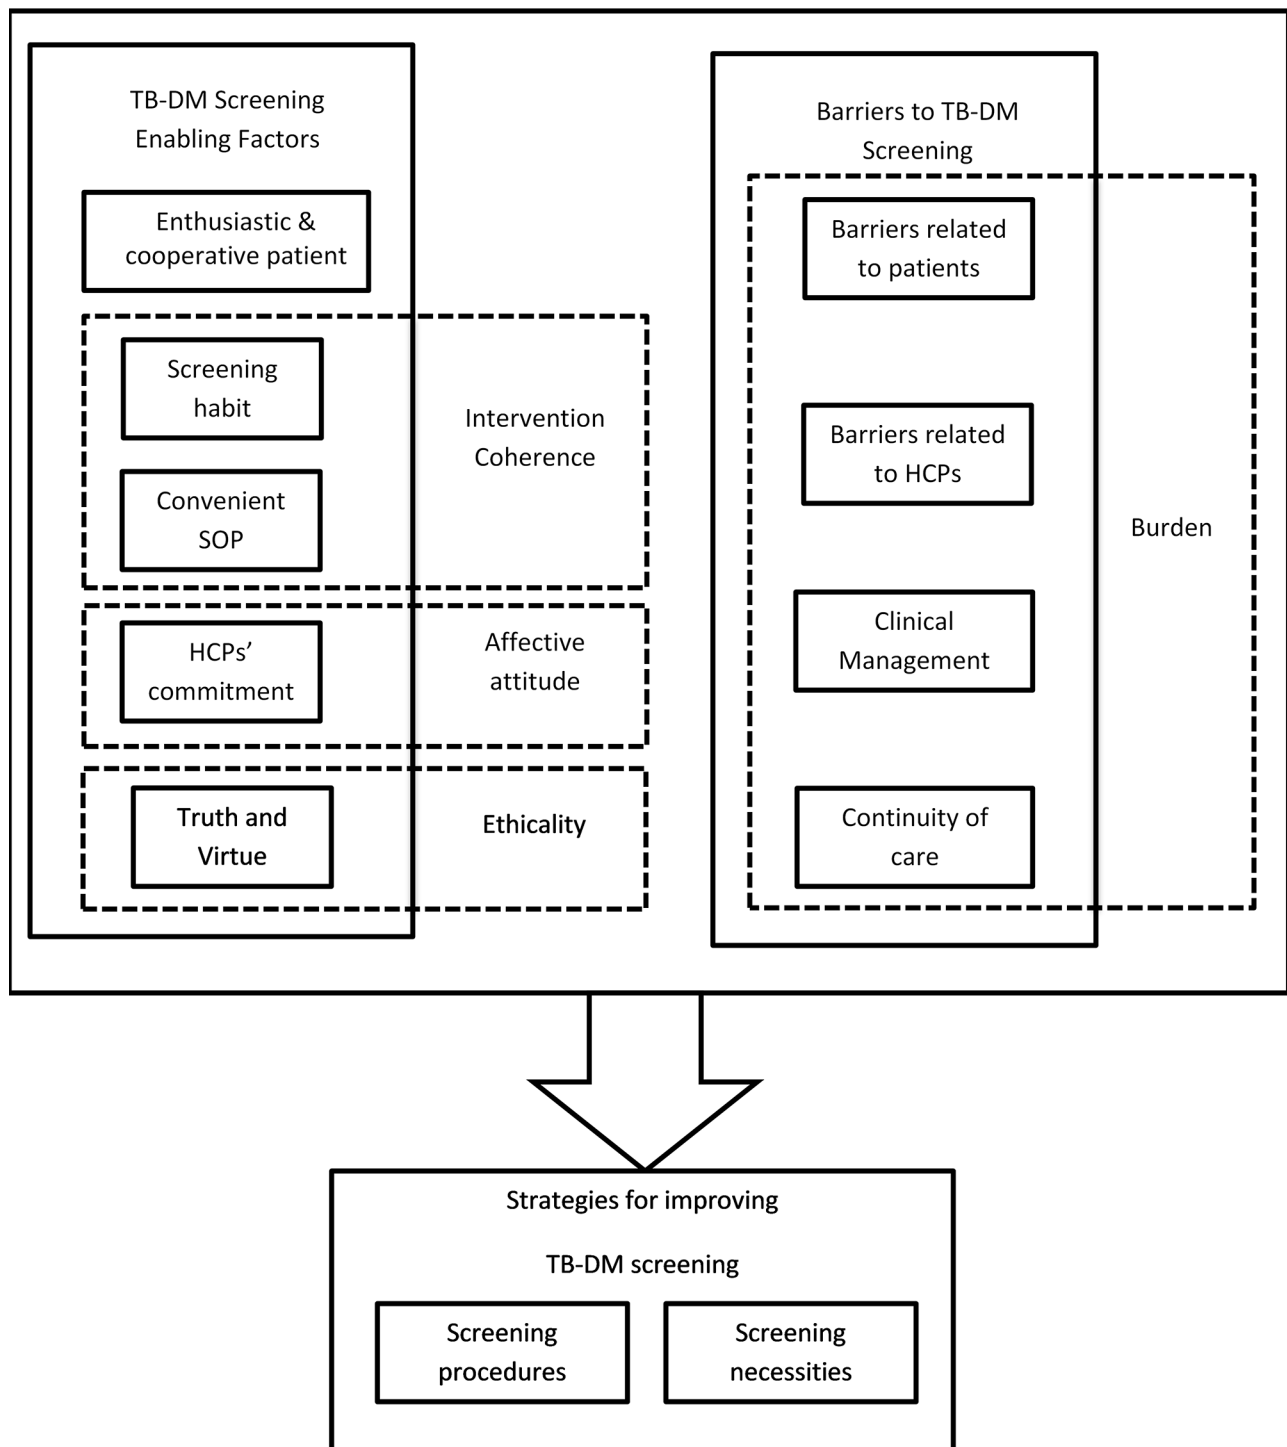 TB-DM Screening
Enabling Factors
Enthusiastic &
cooperative patient
Screening
habit
Convenient
SOP
Intervention
Coherence
HCPs’
commitment
Affective
attitude
Truth and
Virtue
Ethicality
Barriers to TB-DM
Screening
Barriers related
to patients
Barriers related
to HCPs
Clinical
Management
Continuity of
care
Burden
Strategies for improving
TB-DM screening
Screening
procedures
Screening
necessities